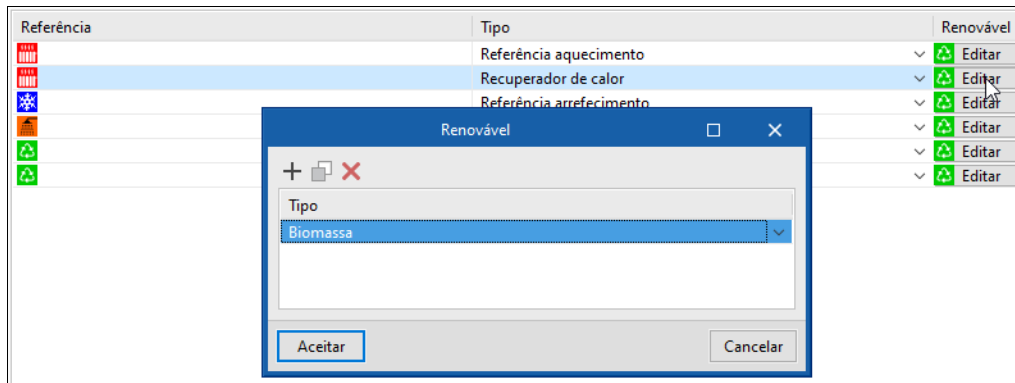 Referência Tipo Renovável
Referência aquecimento Editar
Recuperador de calor Editar
Referência arrefecimento Editar
Renovável
Editar
Editar
Editar
Tipo
Biomassa
Aceitar Cancelar